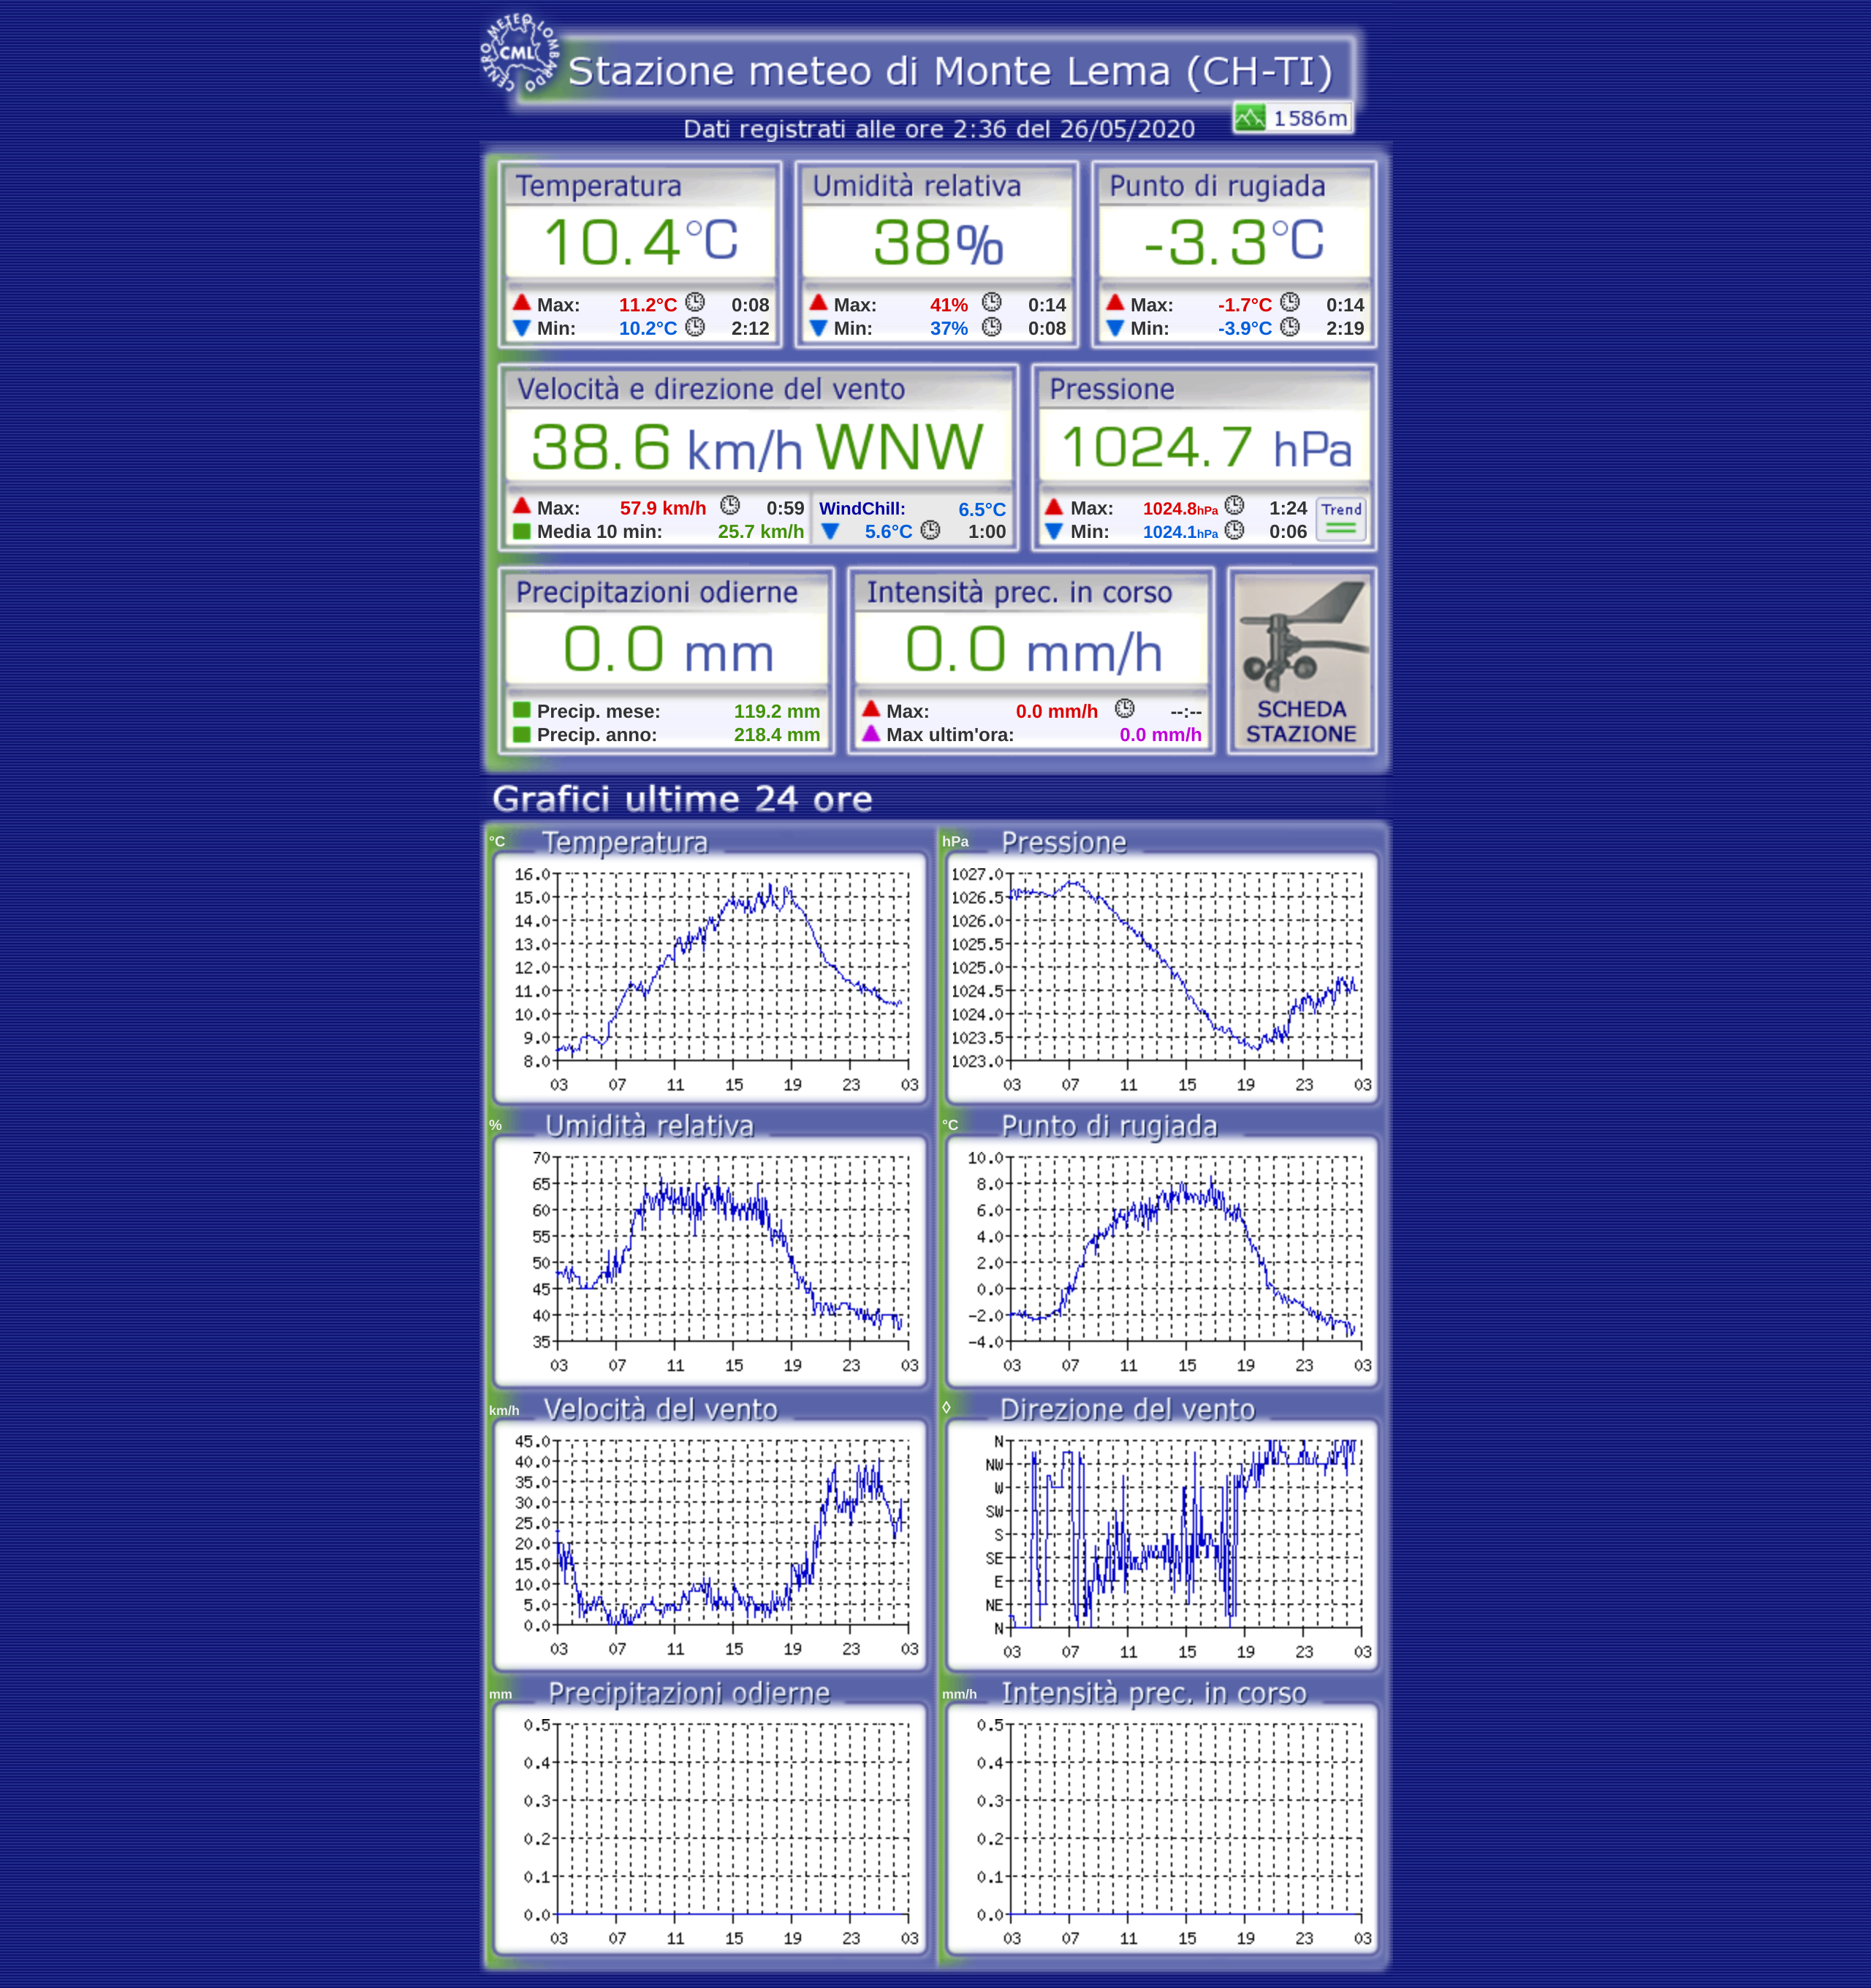 CENTRO METEO LOMBARDO
CML
Stazione meteo di Monte Lema (CH-TI)
1586m
Dati registrati alle ore 2:36 del 26/05/2020
Temperatura Umidità relativa Punto di rugiada
10.4°C 38% -3.3°C
Max: 11.2°C 0:08 Max: 41% 0:14 Max: -1.7°C 0:14
Min: 10.2°C 2:12 Min: 37% 0:08 Min: -3.9°C 2:19
Velocità e direzione del vento Pressione
38.6 km/h WNW 1024.7 hPa
Max: 57.9 km/h 0:59 WindChill: 6.5°C Max: 1024.8hPa 1:24 Trend
Media 10 min: 25.7 km/h 5.6°C 1:00 Min: 1024.1hPa 0:06
Precipitazioni odierne Intensità prec. in corso
0.0 mm 0.0 mm/h
Precip. mese: 119.2 mm Max: 0.0 mm/h --:-- SCHEDA
Precip. anno: 218.4 mm Max ultim'ora: 0.0 mm/h STAZIONE
Grafici ultime 24 ore
°C Temperatura
16.0
15.0
14.0
13.0
12.0
11.0
10.0
9.0
8.0
03 07 11 15 19 23 03
hPa Pressione
1027.0
1026.5
1026.0
1025.5
1025.0
1024.5
1024.0
1023.5
1023.0
03 07 11 15 19 23 03
% Umidità relativa
70
65
60
55
50
45
40
35
03 07 11 15 19 23 03
°C Punto di rugiada
10.0
8.0
6.0
4.0
2.0
0.0
-2.0
-4.0
03 07 11 15 19 23 03
km/h Velocità del vento
45.0
40.0
35.0
30.0
25.0
20.0
15.0
10.0
5.0
0.0
03 07 11 15 19 23 03
◊ Direzione del vento
N
NW
W
SW
S
SE
E
NE
N
03 07 11 15 19 23 03
mm Precipitazioni odierne
0.5
0.4
0.3
0.2
0.1
0.0
03 07 11 15 19 23 03
mm/h Intensità prec. in corso
0.5
0.4
0.3
0.2
0.1
0.0
03 07 11 15 19 23 03